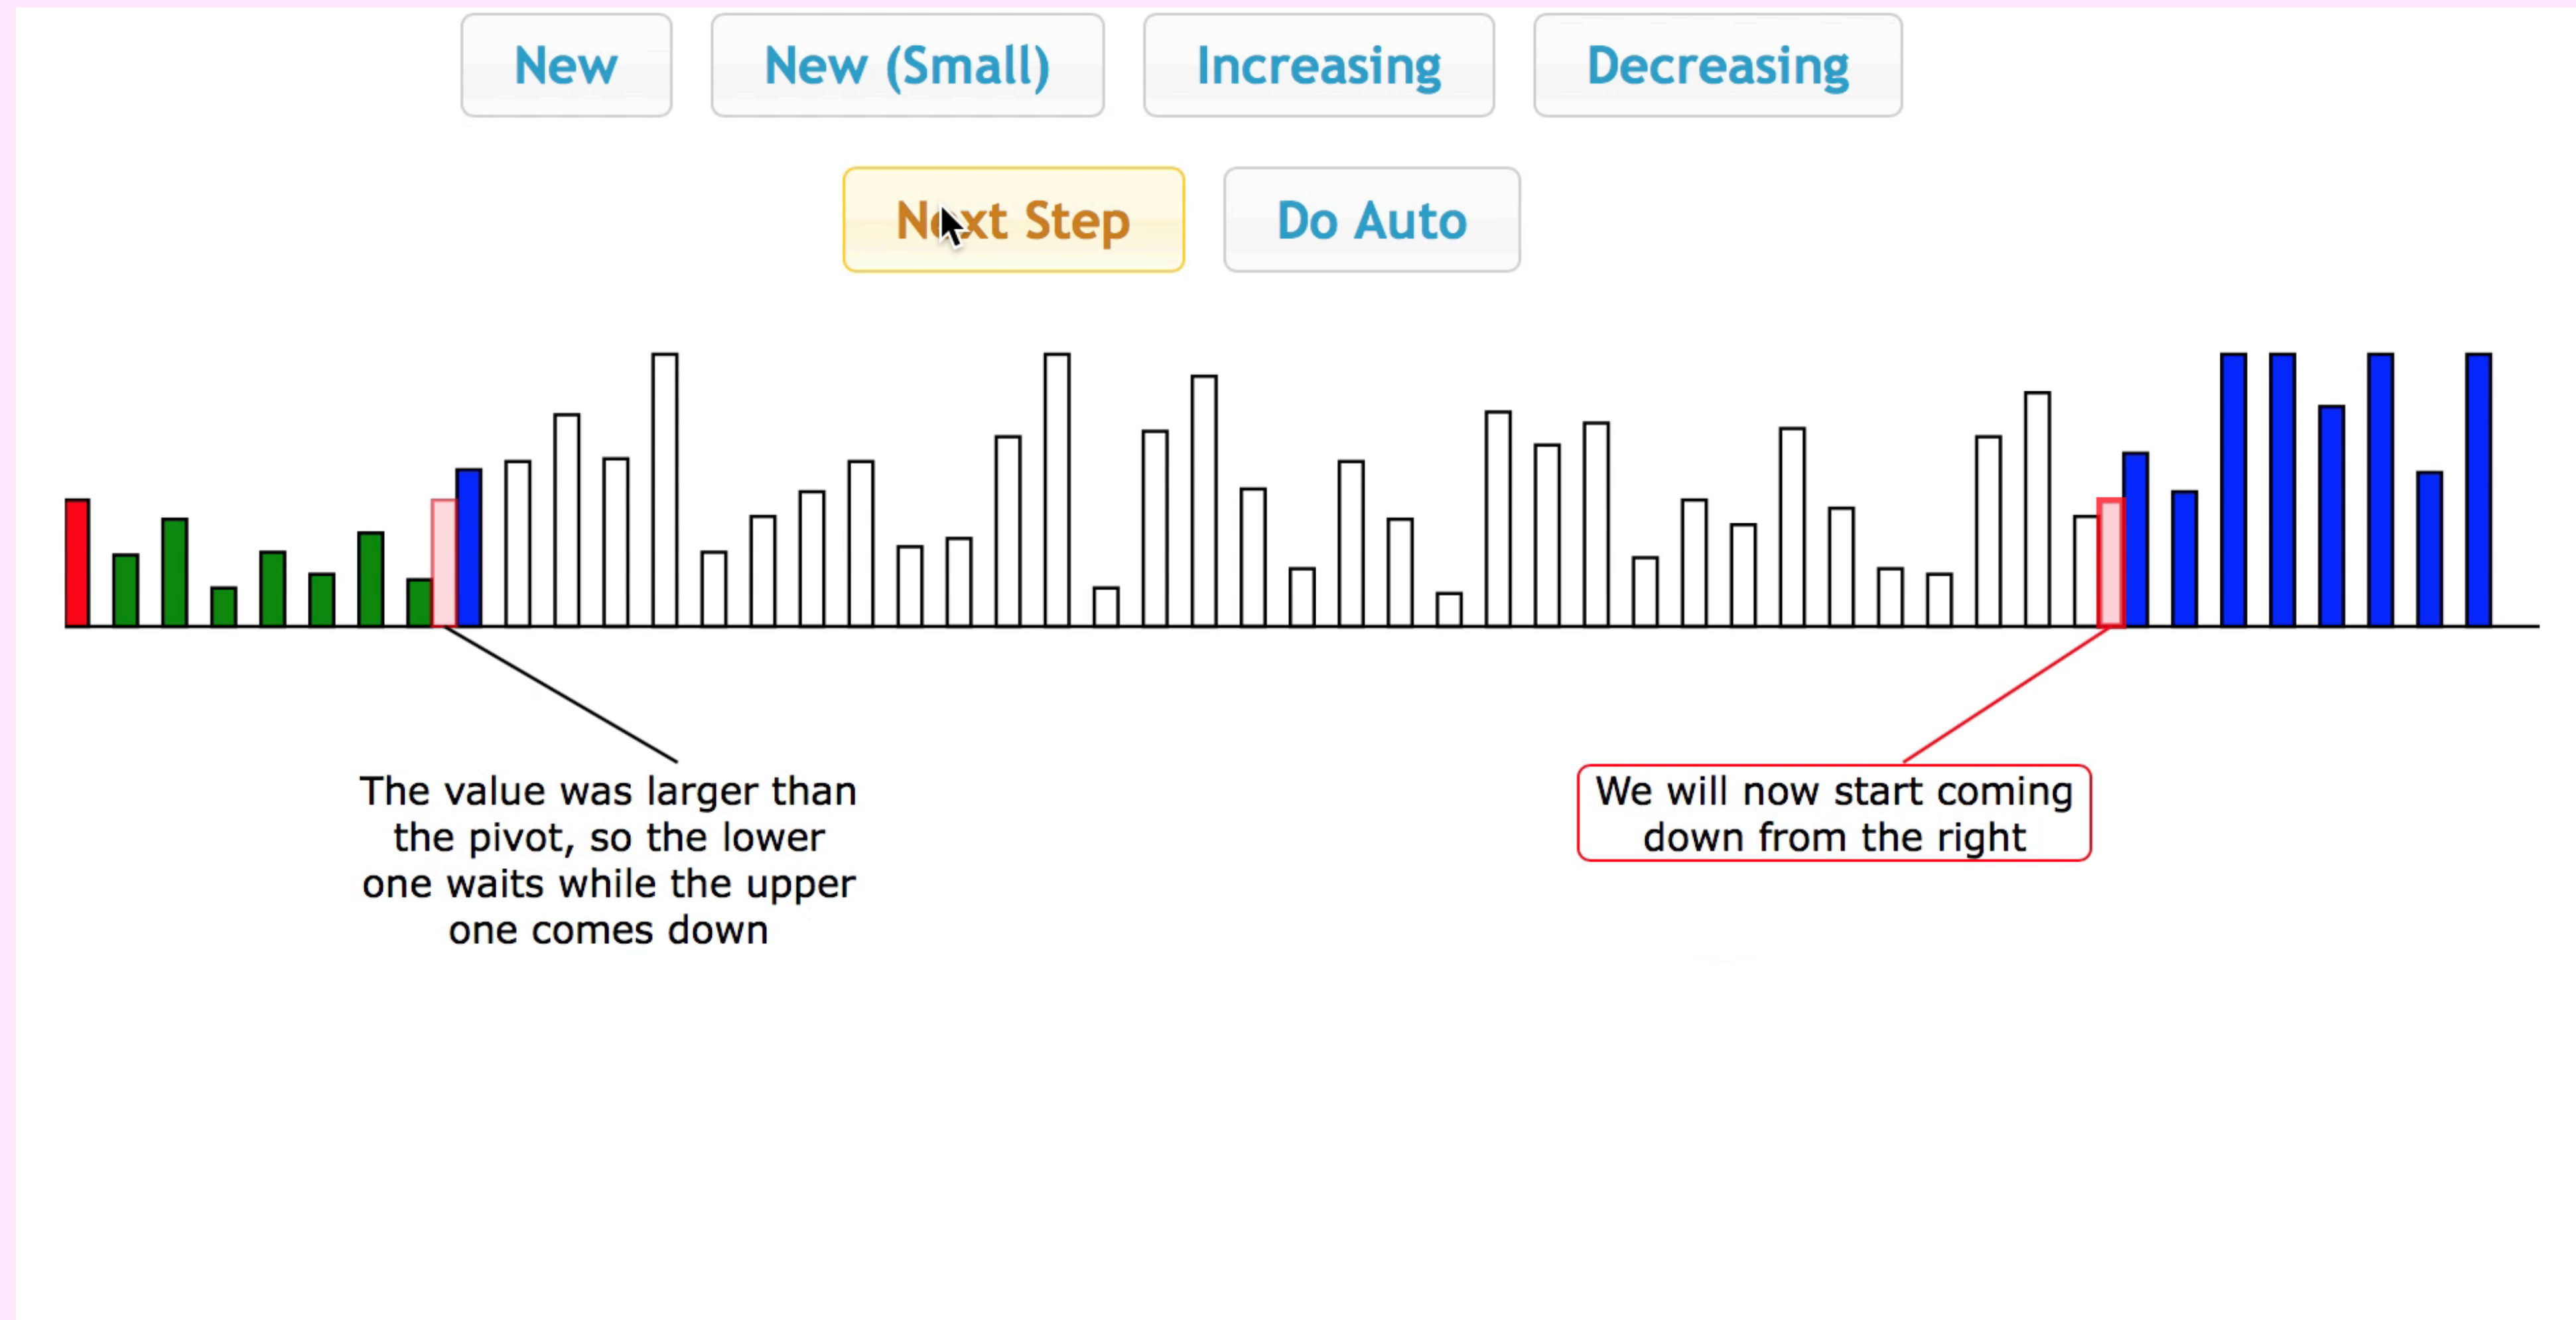 New
New (Small)
Increasing
Decreasing
Next Step
Do Auto
The value was larger than
the pivot, so the lower
one waits while the upper
one comes down
We will now start coming
down from the right